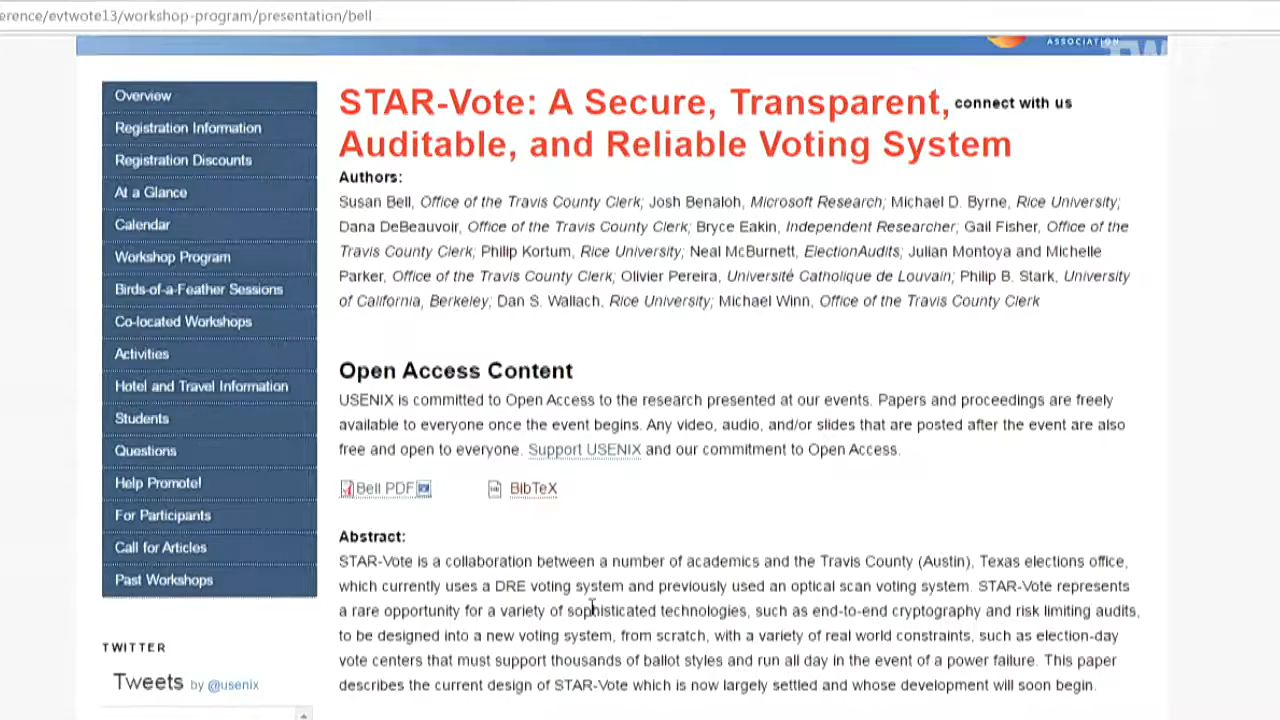 erence/evtwote13/workshop-program/presentation/bell
ASSOCIATION
Overview
Registration Information
Registration Discounts
At a Glance
Calendar
Workshop Program
Birds-of-a-Feather Sessions
Co-located Workshops
Activities
Hotel and Travel Information
Students
Questions
Help Promote!
For Participants
Call for Articles
Past Workshops
TWITTER
Tweets by @usenix
STAR-Vote: A Secure, Transparent,
connect with us
Auditable, and Reliable Voting System
Authors:
Susan Bell, Office of the Travis County Clerk; Josh Benaloh, Microsoft Research; Michael D. Byrne, Rice University;
Dana DeBeauvoir, Office of the Travis County Clerk; Bryce Eakin, Independent Researcher; Gail Fisher, Office of the
Travis County Clerk; Philip Kortum, Rice University; Neal McBurnett, ElectionAudits; Julian Montoya and Michelle
Parker, Office of the Travis County Clerk; Olivier Pereira, Université Catholique de Louvain; Philip B. Stark, University
of California, Berkeley; Dan S. Wallach, Rice University; Michael Winn, Office of the Travis County Clerk
Open Access Content
USENIX is committed to Open Access to the research presented at our events. Papers and proceedings are freely
available to everyone once the event begins. Any video, audio, and/or slides that are posted after the event are also
free and open to everyone. Support USENIX and our commitment to Open Access.
Bell PDF
BibTeX
Abstract:
STAR-Vote is a collaboration between a number of academics and the Travis County (Austin), Texas elections office,
which currently uses a DRE voting system and previously used an optical scan voting system. STAR-Vote represents
a rare opportunity for a variety of sophisticated technologies, such as end-to-end cryptography and risk limiting audits,
to be designed into a new voting system, from scratch, with a variety of real world constraints, such as election-day
vote centers that must support thousands of ballot styles and run all day in the event of a power failure. This paper
describes the current design of STAR-Vote which is now largely settled and whose development will soon begin.